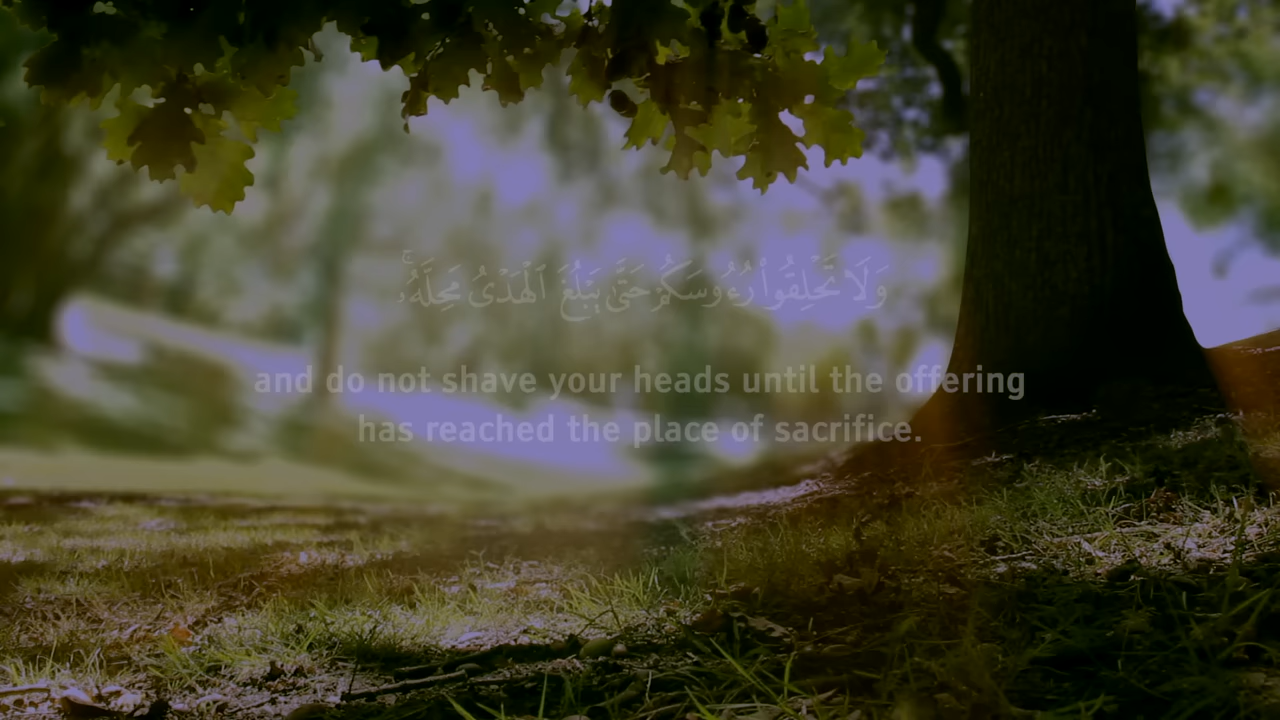 وَلَا تَحْلِقُوا۟ رُءُوسَكُمْ حَتَّىٰ يَبْلُغَ ٱلْهَدْىُ مَحِلَّهُۥ ۚ
and do not shave your heads until the offering
has reached the place of sacrifice.